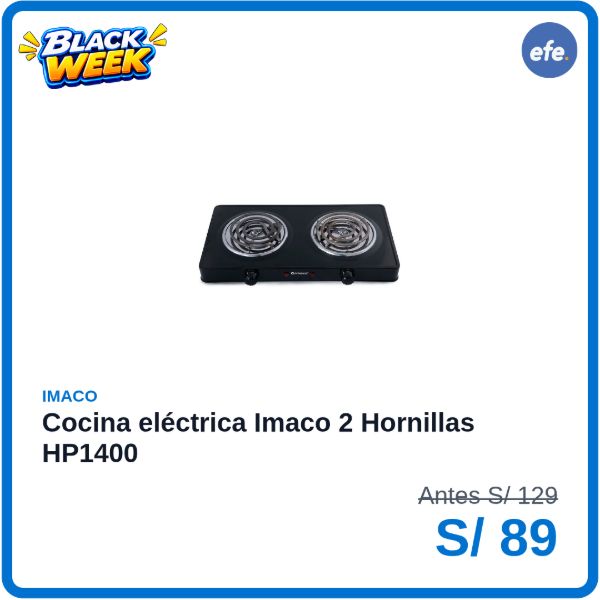 BLACK
WEEK
efe.
IMACO
Cocina eléctrica Imaco 2 Hornillas
HP1400
Antes S/ 129
S/ 89